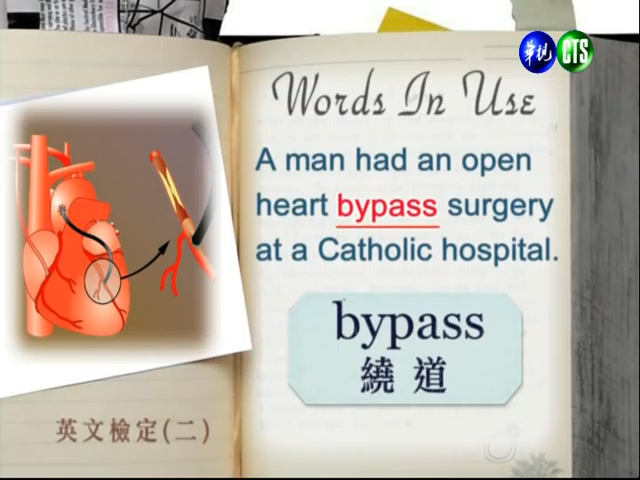 華視 CTS
Words In Use
A man had an open
heart bypass surgery
at a Catholic hospital.
bypass
繞道
英文檢定(二)